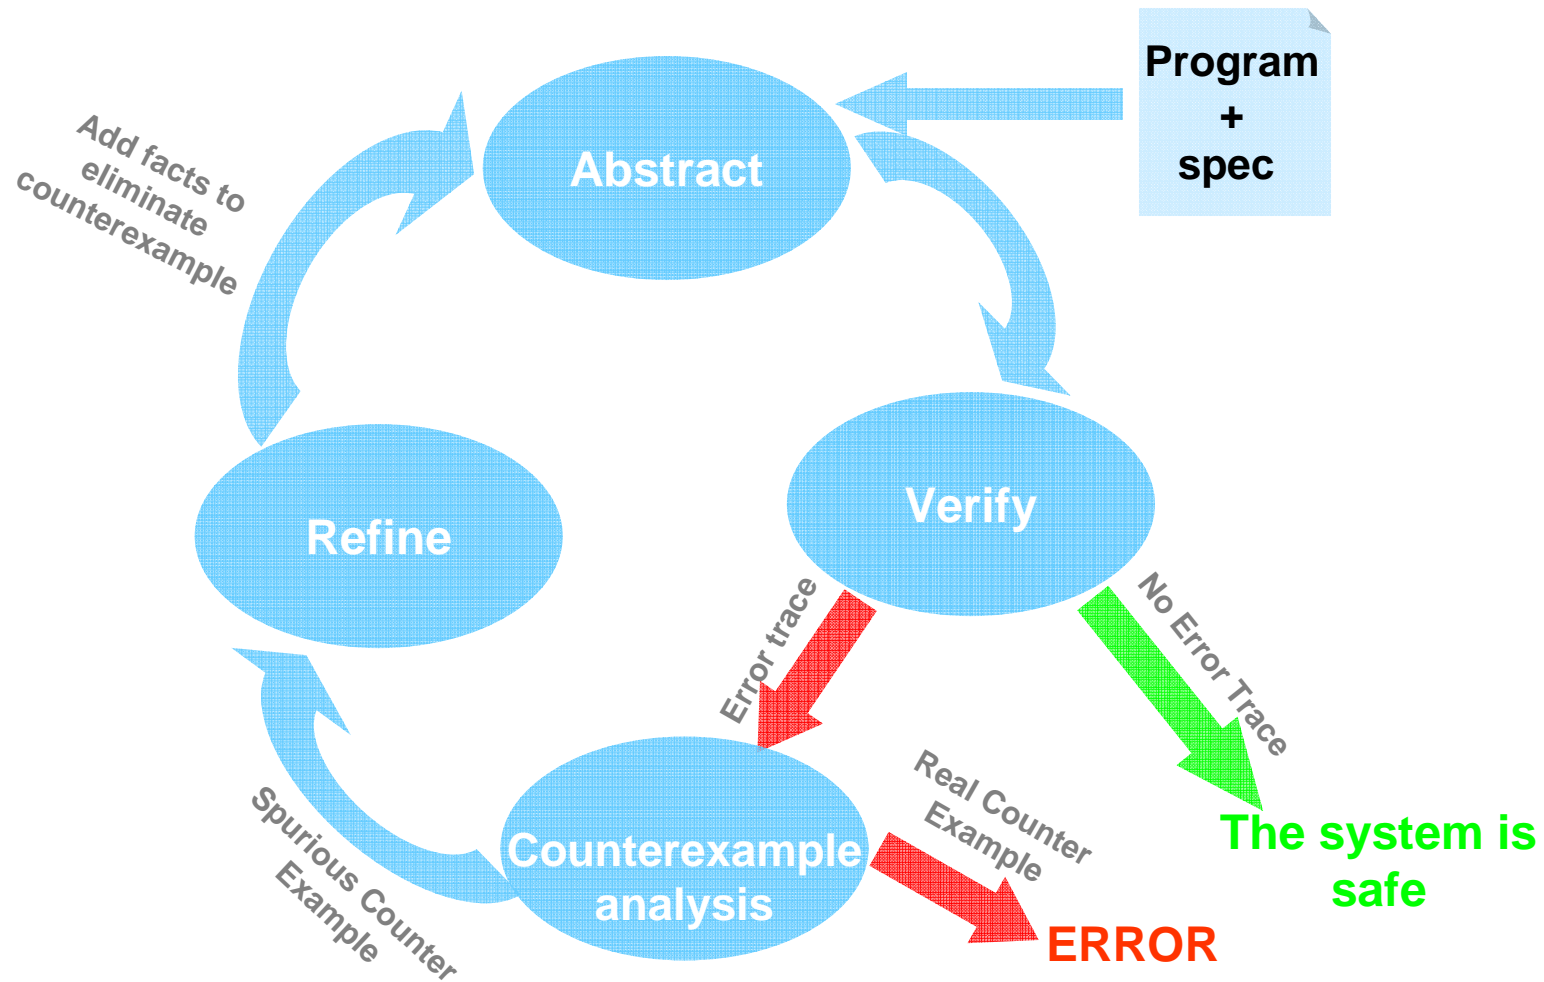 Program
+
spec
Abstract
Add facts to
eliminate
counterexample
Verify
Refine
Error trace
No Error Trace
Real Counter
Example
Counterexample
analysis
Spurious Counter
Example
The system is
safe
ERROR